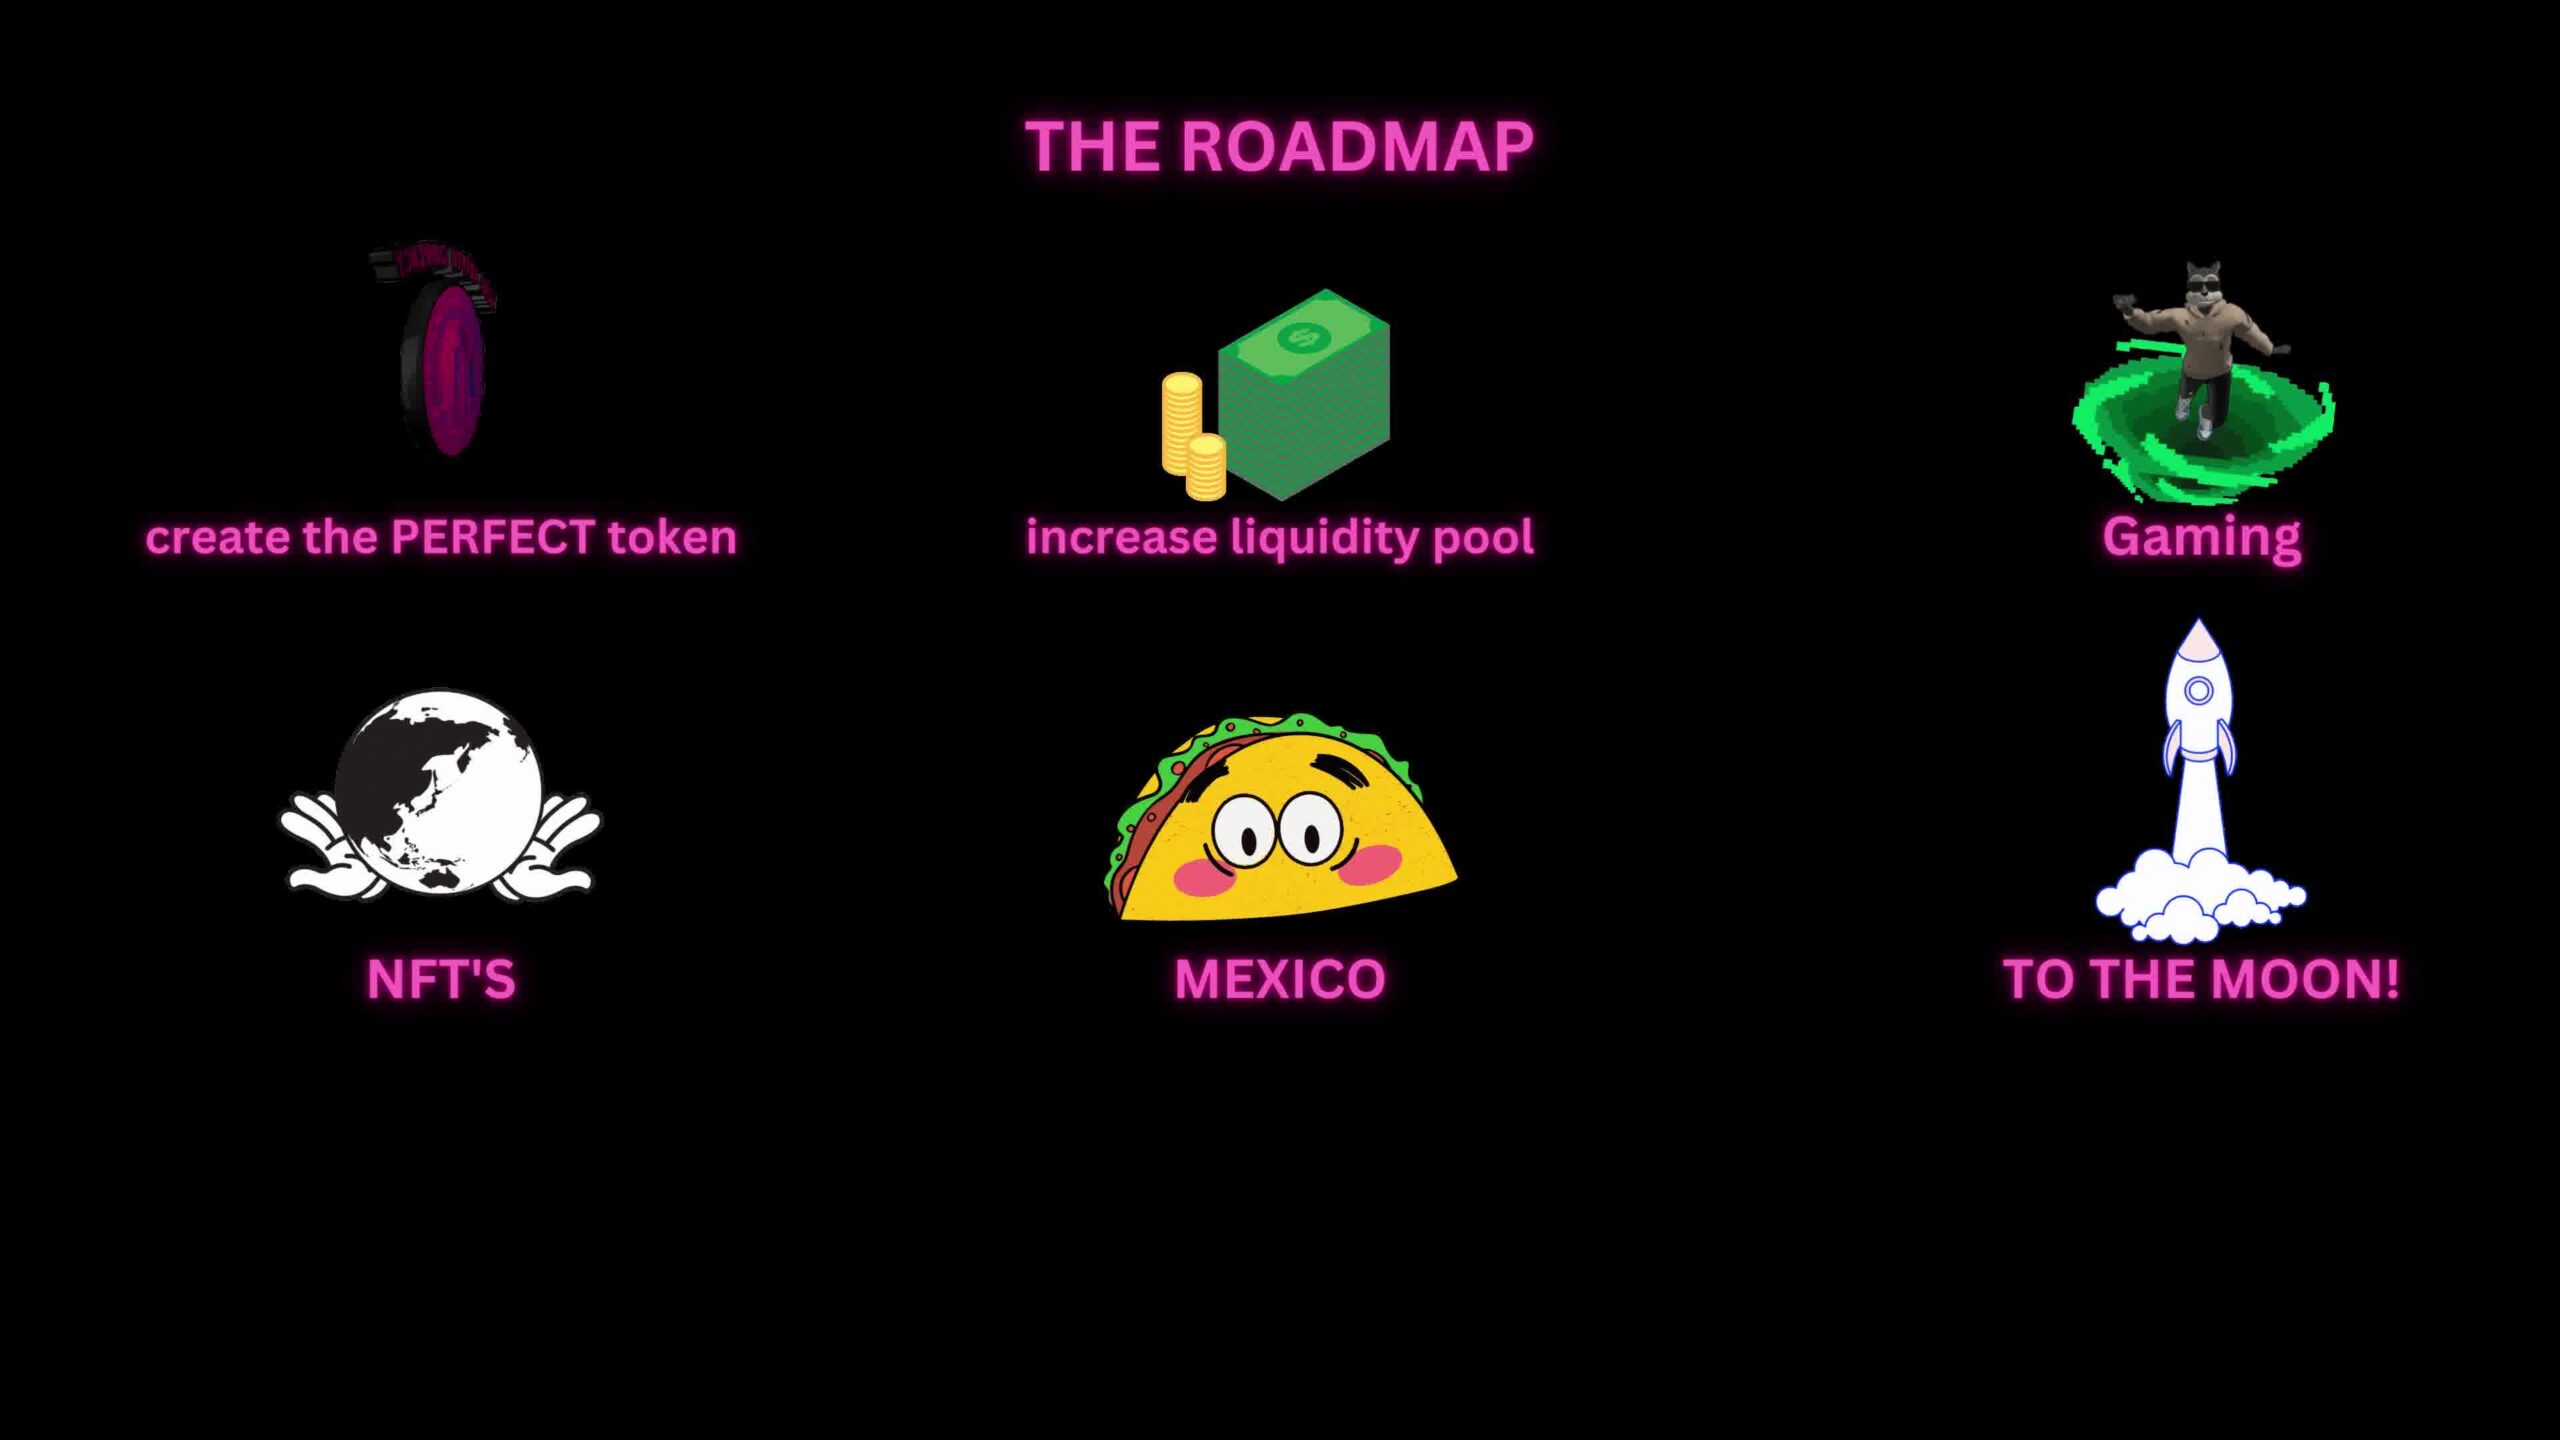 THE ROADMAP
create the PERFECT token
increase liquidity pool
Gaming
NFT'S
MEXICO
TO THE MOON!